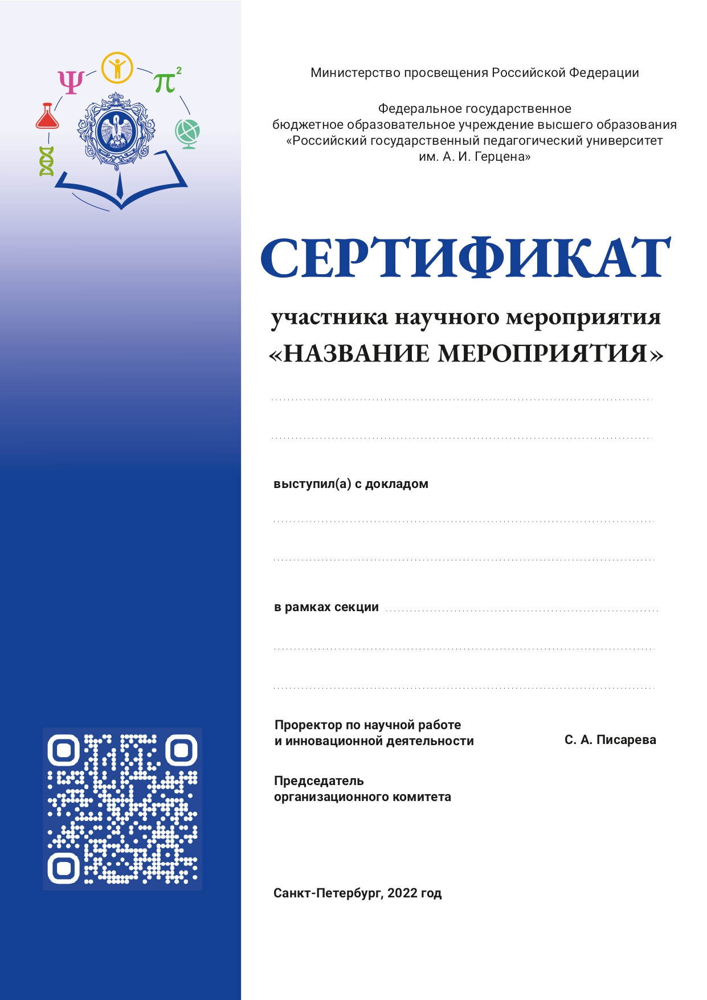 Ψ
π²
Министерство просвещения Российской Федерации
Федеральное государственное
бюджетное образовательное учреждение высшего образования
«Российский государственный педагогический университет
им. А. И. Герцена»
СЕРТИФИКАТ
участника научного мероприятия
«НАЗВАНИЕ МЕРОПРИЯТИЯ»
выступил(а) с докладом
в рамках секции
Проректор по научной работе
и инновационной деятельности
С. А. Писарева
Председатель
организационного комитета
Санкт-Петербург, 2022 год